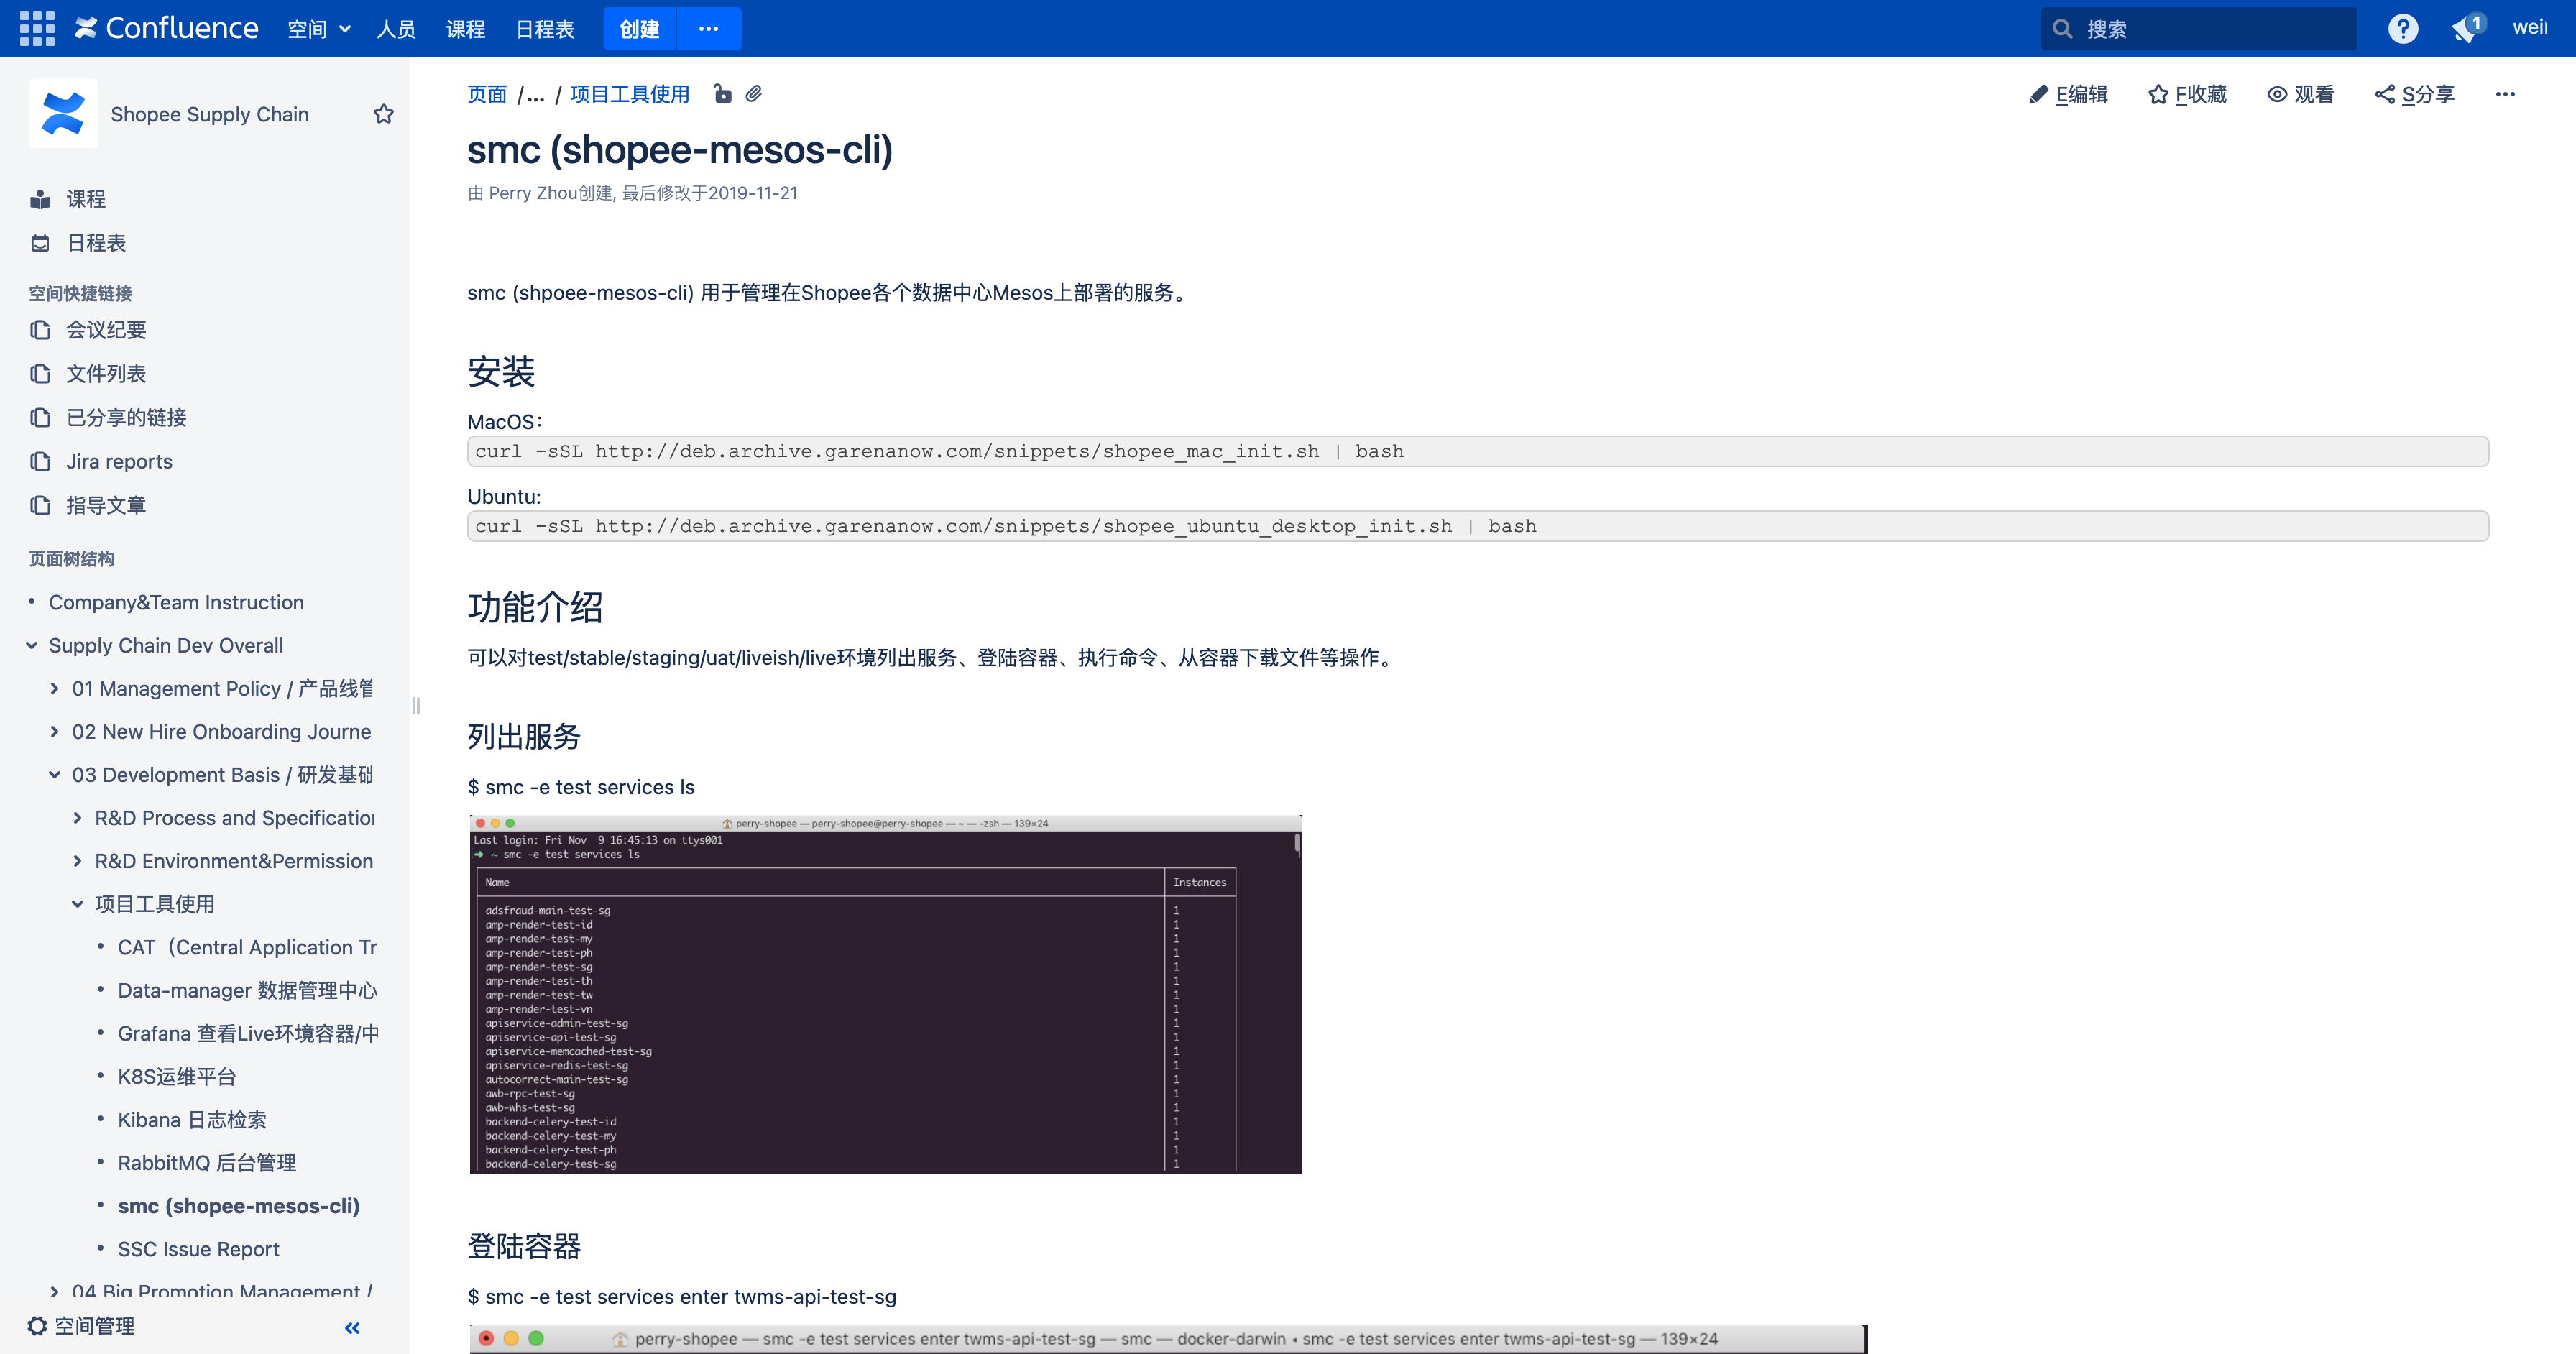 Confluence 空间 人员 课程 日程表 创建 ··· 搜索 ? 1 wei
Shopee Supply Chain
课程
日程表
空间快捷链接
会议纪要
文件列表
已分享的链接
Jira reports
指导文章
页面树结构
• Company&Team Instruction
Supply Chain Dev Overall
01 Management Policy / 产品线管
02 New Hire Onboarding Journe
03 Development Basis / 研发基础
R&D Process and Specification
R&D Environment&Permission
项目工具使用
• CAT（Central Application Tr
• Data-manager 数据管理中心
• Grafana 查看Live环境容器/中
• K8S运维平台
• Kibana 日志检索
• RabbitMQ 后台管理
• smc (shopee-mesos-cli)
• SSC Issue Report
04 Big Promotion Management /
空间管理
页面 /... / 项目工具使用
E编辑 F收藏 观看 S分享 ···
smc (shopee-mesos-cli)
由 Perry Zhou创建, 最后修改于2019-11-21
smc (shpoee-mesos-cli) 用于管理在Shopee各个数据中心Mesos上部署的服务。
安装
MacOS:
curl -sSL http://deb.archive.garenanow.com/snippets/shopee_mac_init.sh | bash
Ubuntu:
curl -sSL http://deb.archive.garenanow.com/snippets/shopee_ubuntu_desktop_init.sh | bash
功能介绍
可以对test/stable/staging/uat/liveish/live环境列出服务、登陆容器、执行命令、从容器下载文件等操作。
列出服务
$ smc -e test services ls
perry-shopee — perry-shopee@perry-shopee — ~ — -zsh — 139×24
Last login: Fri Nov  9 16:45:13 on ttys001
➜ ~ smc -e test services ls
Name Instances
adsfraud-main-test-sg 1
amp-render-test-id 1
amp-render-test-my 1
amp-render-test-ph 1
amp-render-test-sg 1
amp-render-test-th 1
amp-render-test-tw 1
amp-render-test-vn 1
apiservice-admin-test-sg 1
apiservice-api-test-sg 1
apiservice-memcached-test-sg 1
apiservice-redis-test-sg 1
autocorrect-main-test-sg 1
awb-rpc-test-sg 1
awb-whs-test-sg 1
backend-celery-test-id 1
backend-celery-test-my 1
backend-celery-test-ph 1
backend-celery-test-sg 1
登陆容器
$ smc -e test services enter twms-api-test-sg
perry-shopee — smc -e test services enter twms-api-test-sg — smc — docker-darwin ◂ smc -e test services enter twms-api-test-sg — 139×24